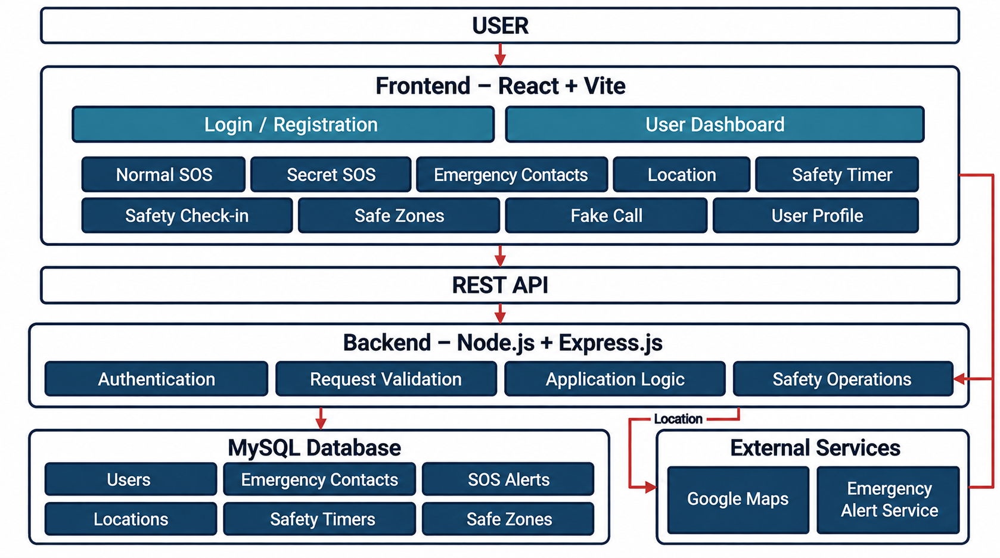 USER
Frontend – React + Vite
Login / Registration
User Dashboard
Normal SOS
Secret SOS
Emergency Contacts
Location
Safety Timer
Safety Check-in
Safe Zones
Fake Call
User Profile
REST API
Backend – Node.js + Express.js
Authentication
Request Validation
Application Logic
Safety Operations
Location
MySQL Database
Users
Emergency Contacts
SOS Alerts
Locations
Safety Timers
Safe Zones
External Services
Google Maps
Emergency
Alert Service